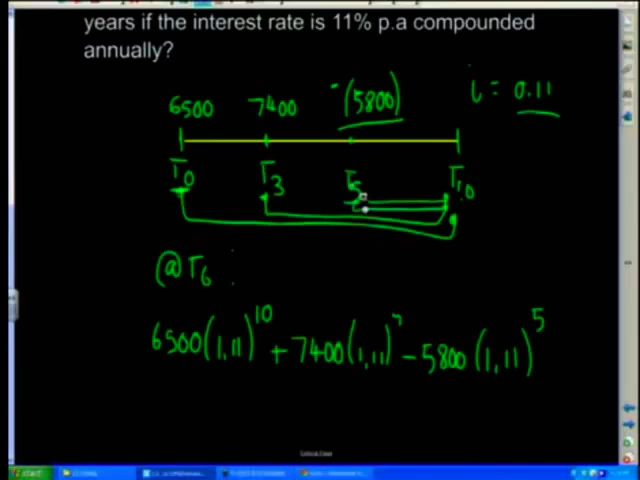 years if the interest rate is 11% p.a compounded
annually?
6500 7400 -(5800) i = 0.11
T0 T3 T5 T10
@T6 :
6500(1,11)^10 + 7400(1,11)^7 - 5800(1,11)^5
START